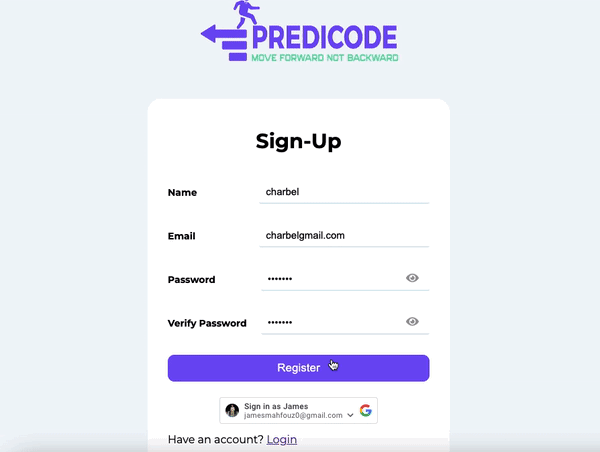 PREDICODE
MOVE FORWARD NOT BACKWARD
Sign-Up
Name charbel
Email charbelgmail.com
Password •••••••
Verify Password •••••••
Register
Sign in as James
jamesmahfouz0@gmail.com
Have an account? Login